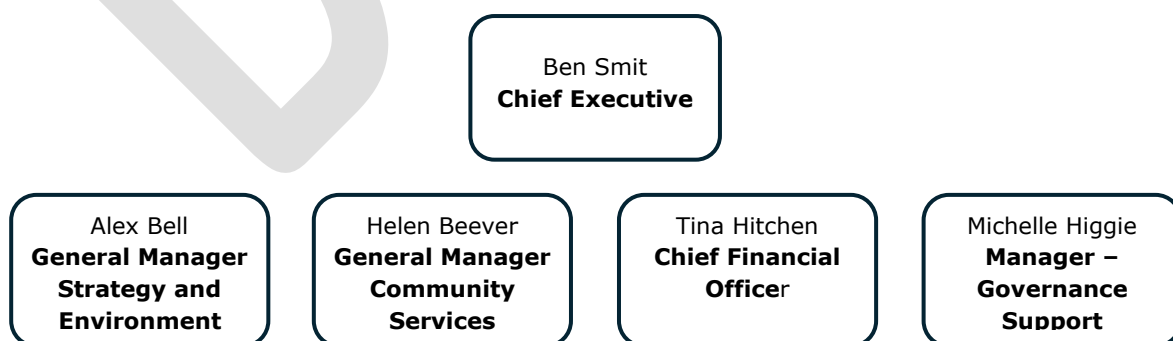 Ben Smit
Chief Executive
Alex Bell
General Manager
Strategy and
Environment
Helen Beever
General Manager
Community
Services
Tina Hitchen
Chief Financial
Officer
Michelle Higgie
Manager –
Governance
Support